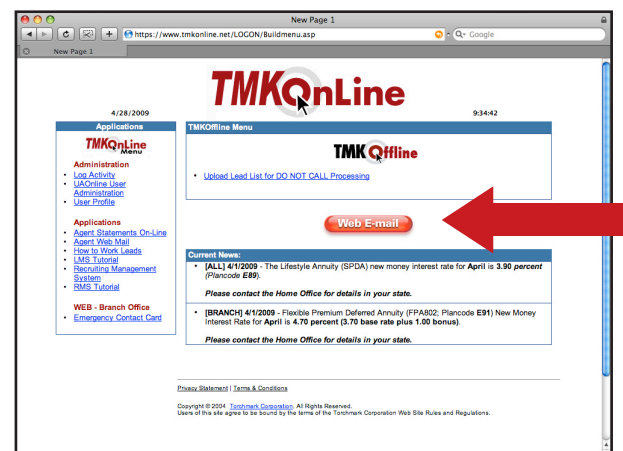 New Page 1
https://www.tmkonline.net/LOGON/Buildmenu.asp
Google
New Page 1
TMKOnLine
4/28/2009
9:34:42
Applications
TMKOnLine
Menu
Administration
• Log Activity
• UAOnline User
Administration
• User Profile
Applications
• Agent Statements On-Line
• Agent Web Mail
• How to Work Leads
• LMS Tutorial
• Recruiting Management
System
• RMS Tutorial
WEB - Branch Office
• Emergency Contact Card
TMKOffline Menu
TMK Offline
• Upload Lead List for DO NOT CALL Processing
Web E-mail
Current News:
• [ALL] 4/1/2009 - The Lifestyle Annuity (SPDA) new money interest rate for April is 3.90 percent
(Plancode E89).
Please contact the Home Office for details in your state.
• [BRANCH] 4/1/2009 - Flexible Premium Deferred Annuity (FPA802; Plancode E91) New Money
Interest Rate for April is 4.70 percent (3.70 base rate plus 1.00 bonus).
Please contact the Home Office for details in your state.
Privacy Statement | Terms & Conditions
Copyright © 2004 Torchmark Corporation. All Rights Reserved.
Users of this site agree to be bound by the terms of the Torchmark Corporation Web Site Rules and Regulations.